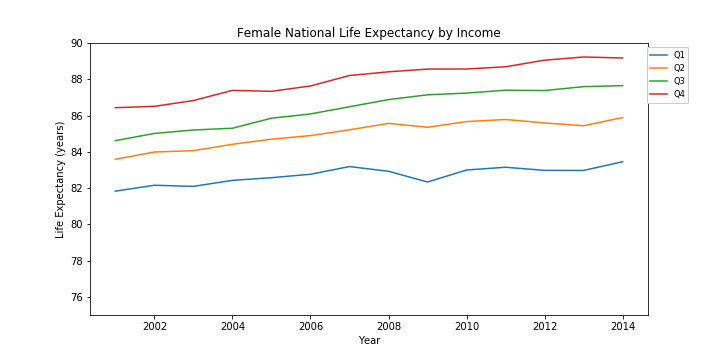 Female National Life Expectancy by Income
Q1
Q2
Q3
Q4
90
88
86
84
82
80
78
76
Life Expectancy (years)
2002 2004 2006 2008 2010 2012 2014
Year